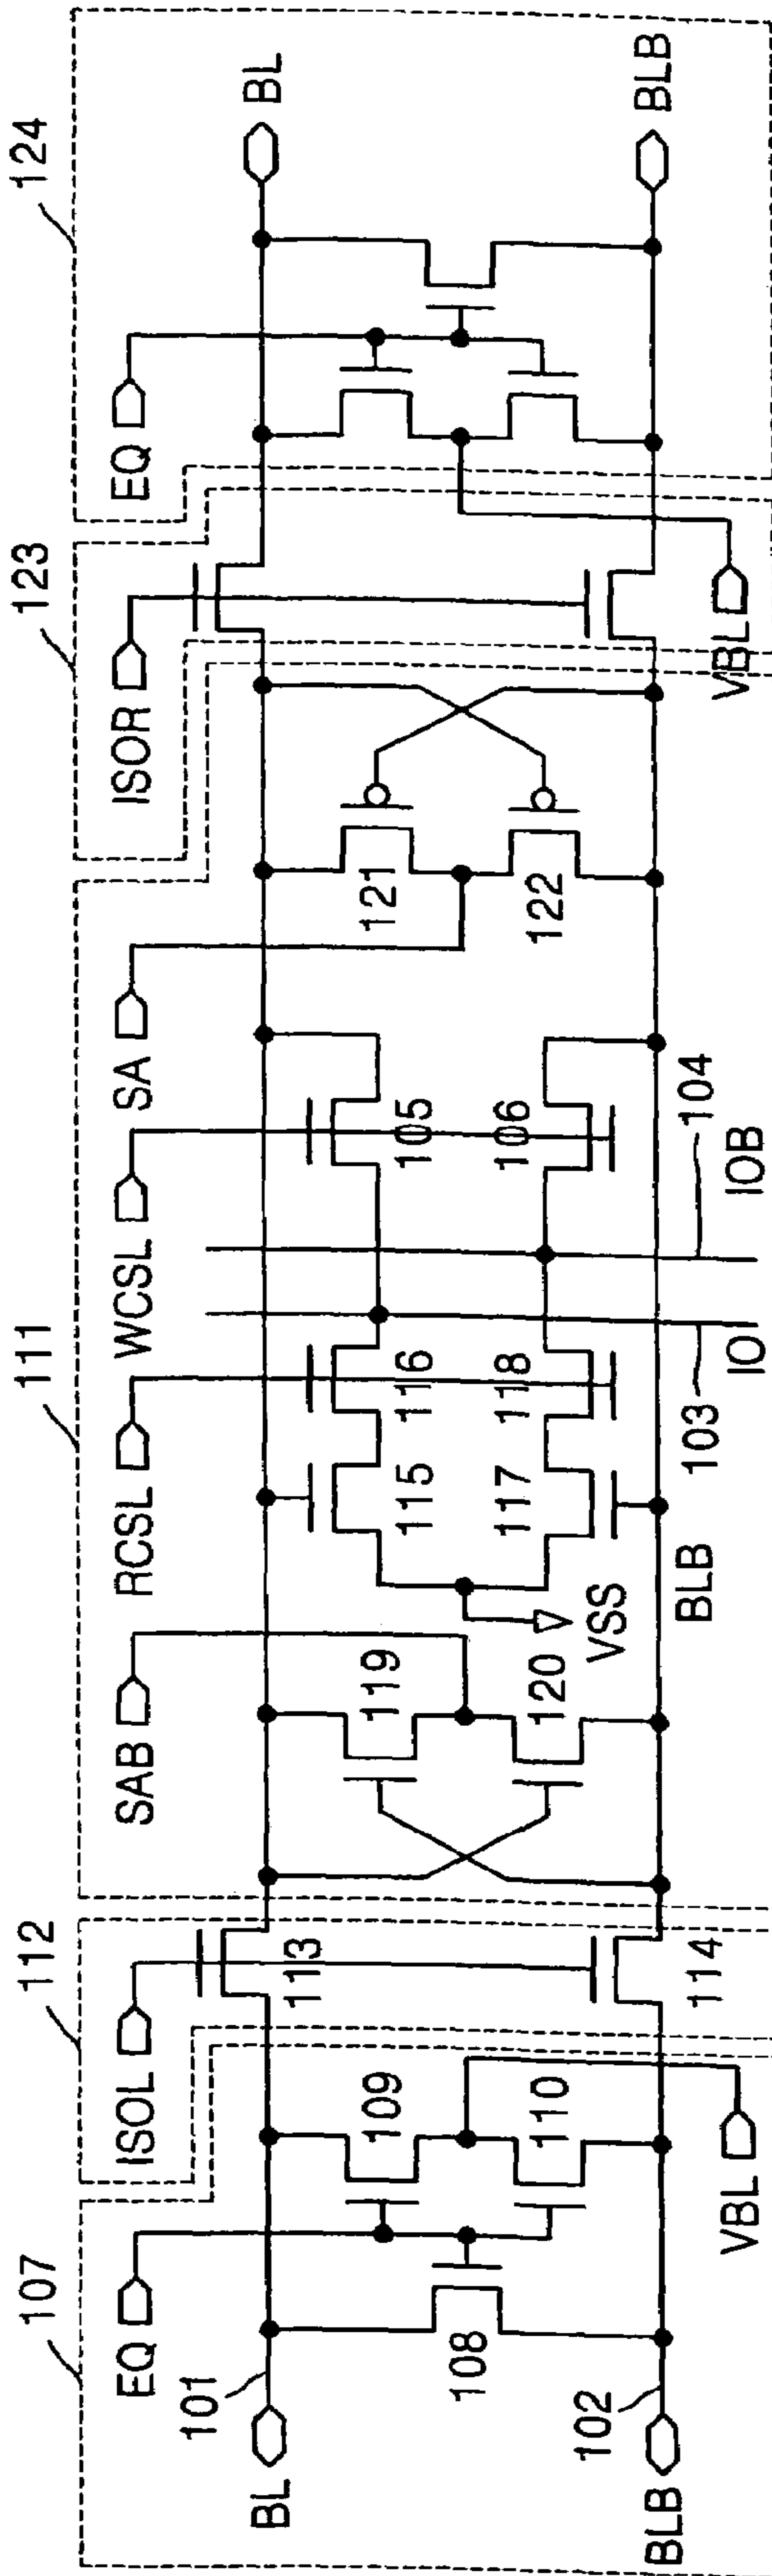 107
112
111
123
124
EQ
ISOL
SAB
RCSL
WCSL
SA
ISOR
EQ
BL
101
113
BL
109
119
115
116
105
121
108
110
120
117
118
106
122
VSS
BLB
102
114
BLB
103
104
BLB
VBL
IO
IOB
VBL